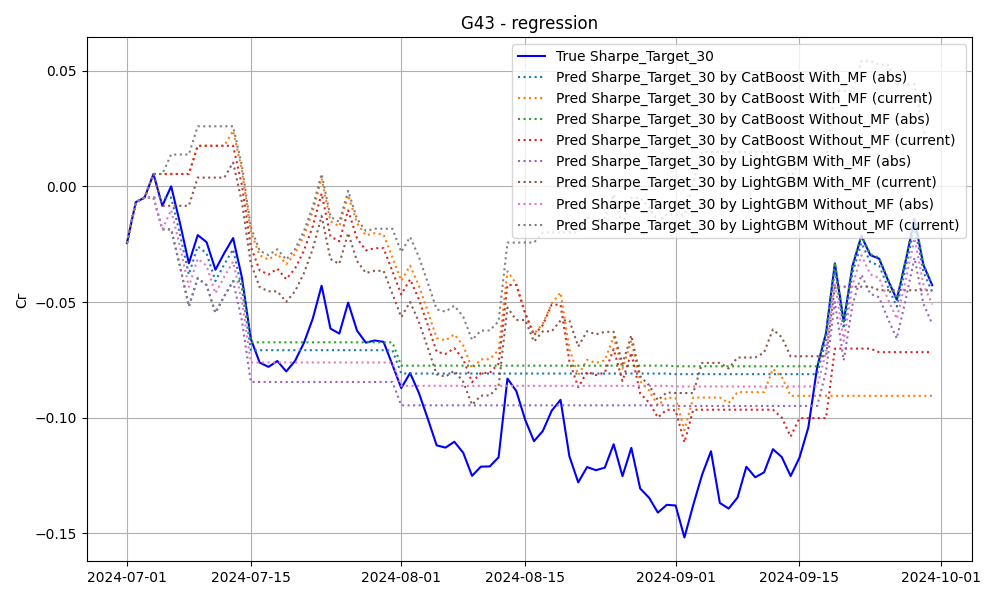 G43 - regression
True Sharpe_Target_30
Pred Sharpe_Target_30 by CatBoost With_MF (abs)
Pred Sharpe_Target_30 by CatBoost With_MF (current)
Pred Sharpe_Target_30 by CatBoost Without_MF (abs)
Pred Sharpe_Target_30 by CatBoost Without_MF (current)
Pred Sharpe_Target_30 by LightGBM With_MF (abs)
Pred Sharpe_Target_30 by LightGBM With_MF (current)
Pred Sharpe_Target_30 by LightGBM Without_MF (abs)
Pred Sharpe_Target_30 by LightGBM Without_MF (current)
Cr
0.05
0.00
−0.05
−0.10
−0.15
2024-07-01
2024-07-15
2024-08-01
2024-08-15
2024-09-01
2024-09-15
2024-10-01